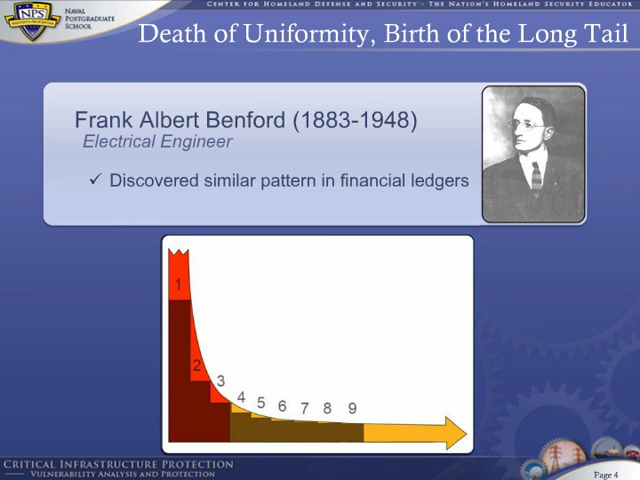 CENTER FOR HOMELAND DEFENSE AND SECURITY · THE NATION'S HOMELAND SECURITY EDUCATOR
NPS
NAVAL
POSTGRADUATE
SCHOOL
Death of Uniformity, Birth of the Long Tail
Frank Albert Benford (1883-1948)
Electrical Engineer
✓ Discovered similar pattern in financial ledgers
1
2
3
4 5 6 7 8 9
CRITICAL INFRASTRUCTURE PROTECTION
VULNERABILITY ANALYSIS AND PROTECTION
Page 4